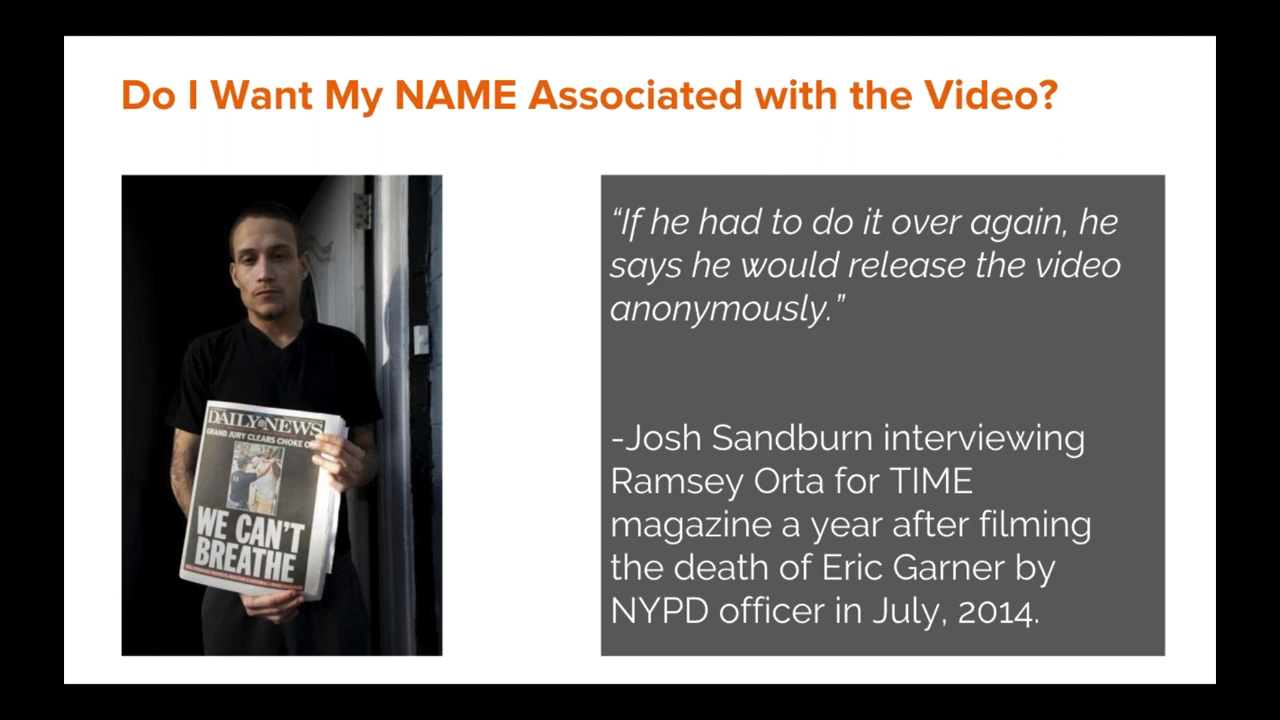 Do I Want My NAME Associated with the Video?
DAILY NEWS
GRAND JURY CLEARS CHOKE
WE CAN'T
BREATHE
“If he had to do it over again, he
says he would release the video
anonymously.”
-Josh Sandburn interviewing
Ramsey Orta for TIME
magazine a year after filming
the death of Eric Garner by
NYPD officer in July, 2014.